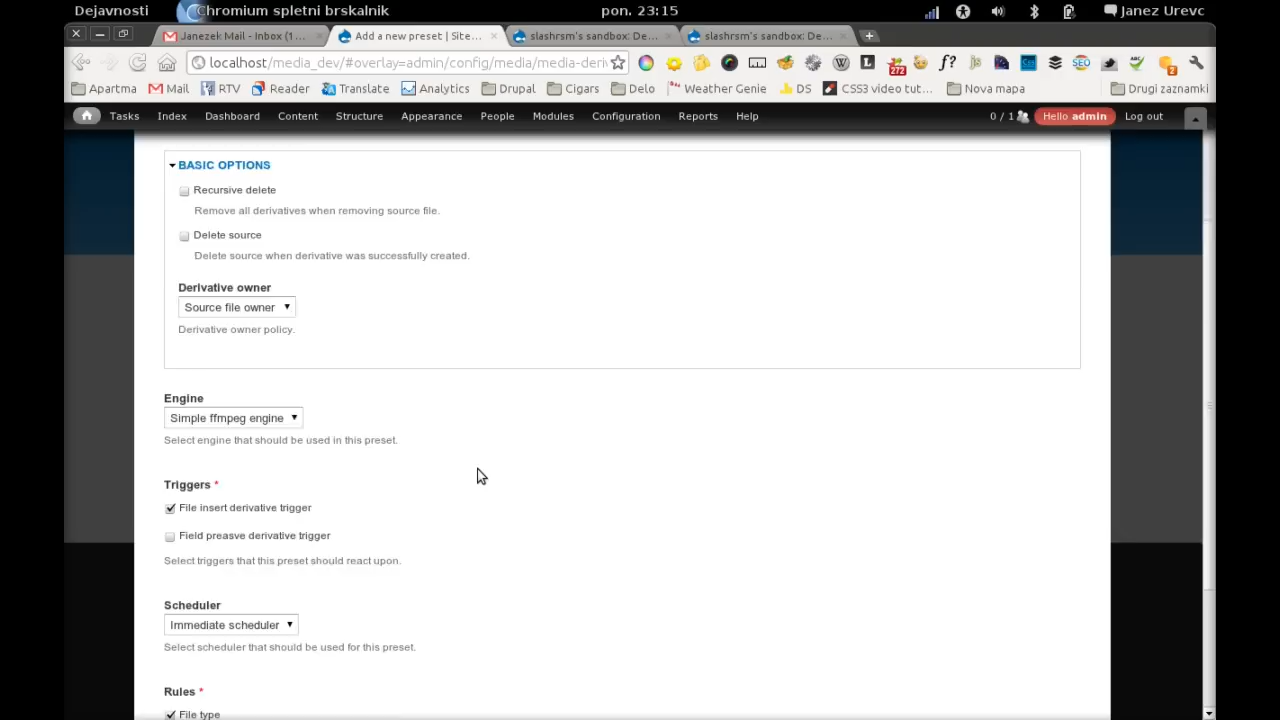 Dejavnosti
Chromium spletni brskalnik
pon. 23:15
Janez Urevc
Janezek Mail - Inbox (1 ...
Add a new preset | Site...
slashrsm's sandbox: De...
slashrsm's sandbox: De...
localhost/media_dev/#overlay=admin/config/media/media-deri
272
2
Apartma
Mail
RTV
Reader
Translate
Analytics
Drupal
Cigars
Delo
Weather Genie
DS
CSS3 video tut...
Nova mapa
Drugi zaznamki
Tasks
Index
Dashboard
Content
Structure
Appearance
People
Modules
Configuration
Reports
Help
0 / 1
Hello admin
Log out
BASIC OPTIONS
Recursive delete
Remove all derivatives when removing source file.
Delete source
Delete source when derivative was successfully created.
Derivative owner
Source file owner
Derivative owner policy.
Engine
Simple ffmpeg engine
Select engine that should be used in this preset.
Triggers *
File insert derivative trigger
Field preasve derivative trigger
Select triggers that this preset should react upon.
Scheduler
Immediate scheduler
Select scheduler that should be used for this preset.
Rules *
File type